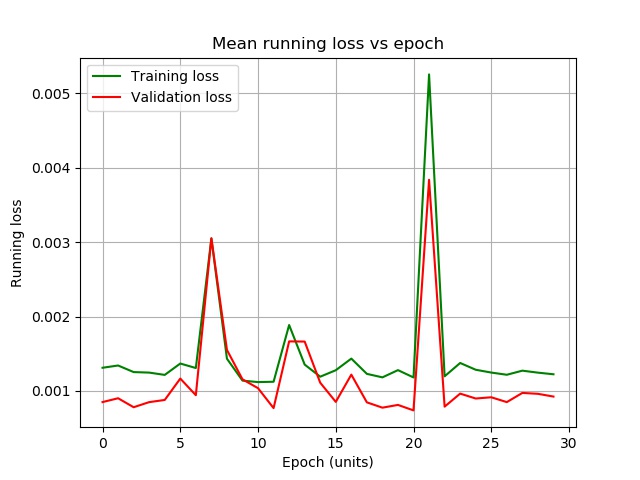 Mean running loss vs epoch
Training loss
Validation loss
0.005
0.004
0.003
0.002
0.001
Running loss
0 5 10 15 20 25 30
Epoch (units)